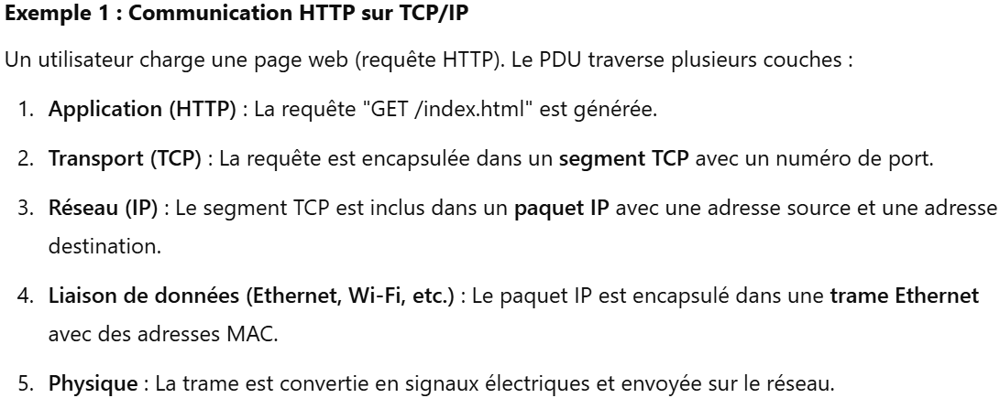 Exemple 1 : Communication HTTP sur TCP/IP
Un utilisateur charge une page web (requête HTTP). Le PDU traverse plusieurs couches :
1. Application (HTTP) : La requête "GET /index.html" est générée.
2. Transport (TCP) : La requête est encapsulée dans un segment TCP avec un numéro de port.
3. Réseau (IP) : Le segment TCP est inclus dans un paquet IP avec une adresse source et une adresse
destination.
4. Liaison de données (Ethernet, Wi-Fi, etc.) : Le paquet IP est encapsulé dans une trame Ethernet
avec des adresses MAC.
5. Physique : La trame est convertie en signaux électriques et envoyée sur le réseau.